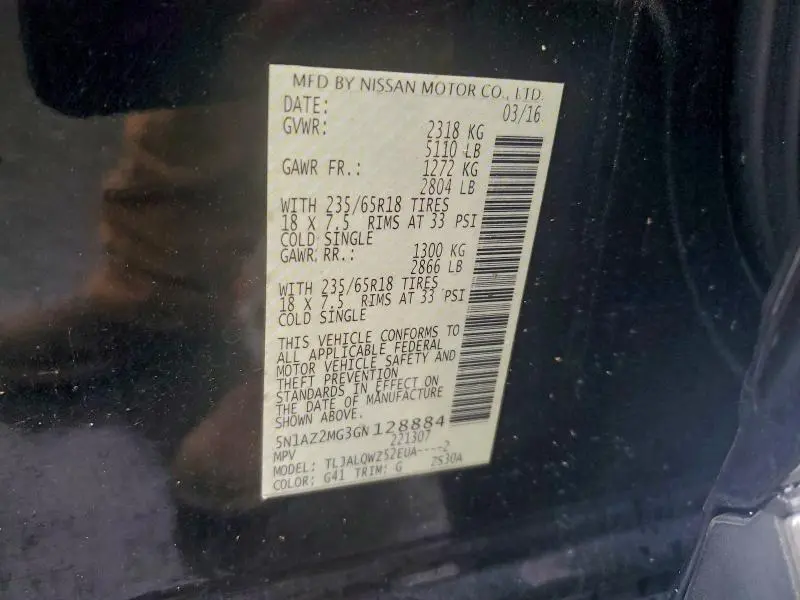 MFD BY NISSAN MOTOR CO., LTD.
DATE: 03/16
GVWR: 2318 KG
5110 LB
GAWR FR.: 1272 KG
2804 LB
WITH 235/65R18 TIRES
18 X 7.5 RIMS AT 33 PSI
COLD SINGLE
GAWR. RR.: 1300 KG
2866 LB
WITH 235/65R18 TIRES
18 X 7.5 RIMS AT 33 PSI
COLD SINGLE
THIS VEHICLE CONFORMS TO
ALL APPLICABLE FEDERAL
MOTOR VEHICLE SAFETY AND
THEFT PREVENTION
STANDARDS IN EFFECT ON
THE DATE OF MANUFACTURE
SHOWN ABOVE.
5N1AZ2MG3GN128884
MPV 221307
MODEL: TL3ALQWZ52EUA----2
COLOR: G41 TRIM: G 2S30A